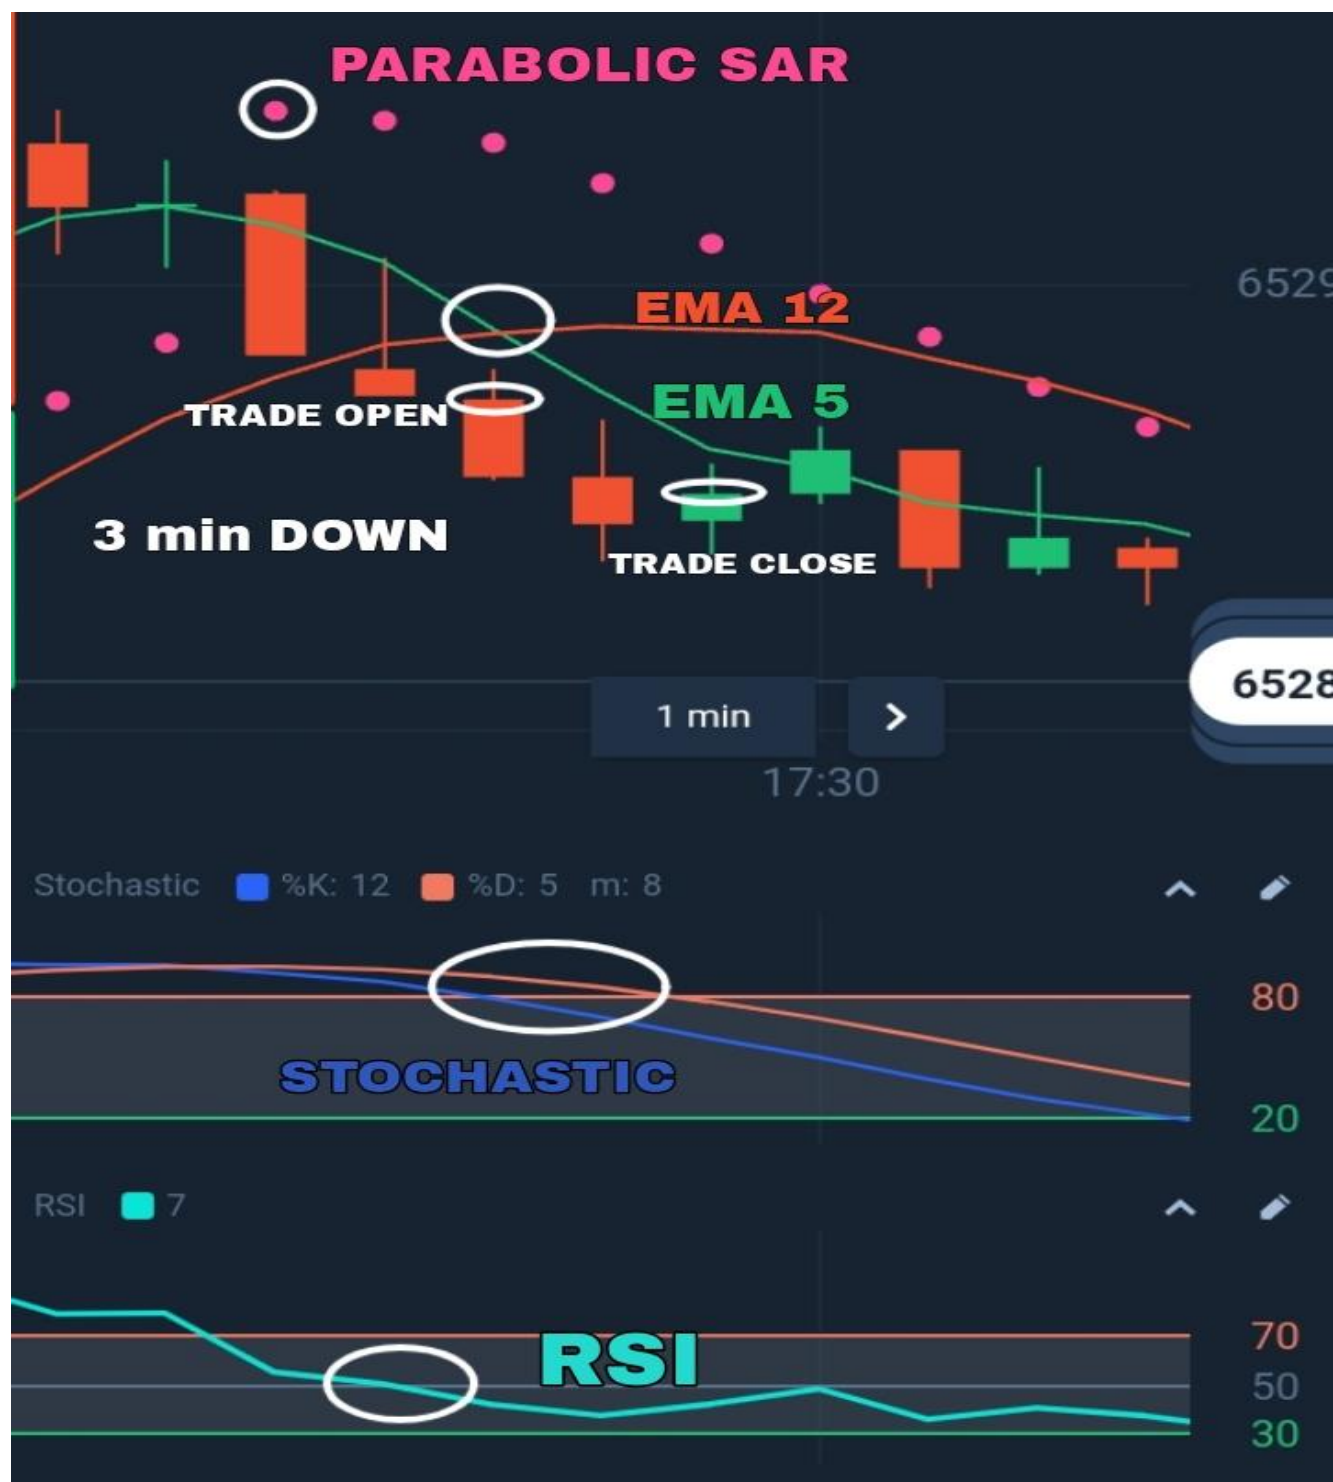 PARABOLIC SAR
6529
EMA 12
EMA 5
TRADE OPEN
3 min DOWN
TRADE CLOSE
6528
1 min
17:30
Stochastic %K: 12 %D: 5 m: 8
80
STOCHASTIC
20
RSI 7
RSI
70
50
30